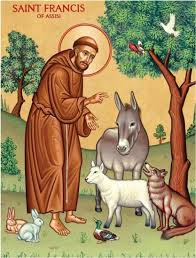 SAINT FRANCIS
OF ASSISI